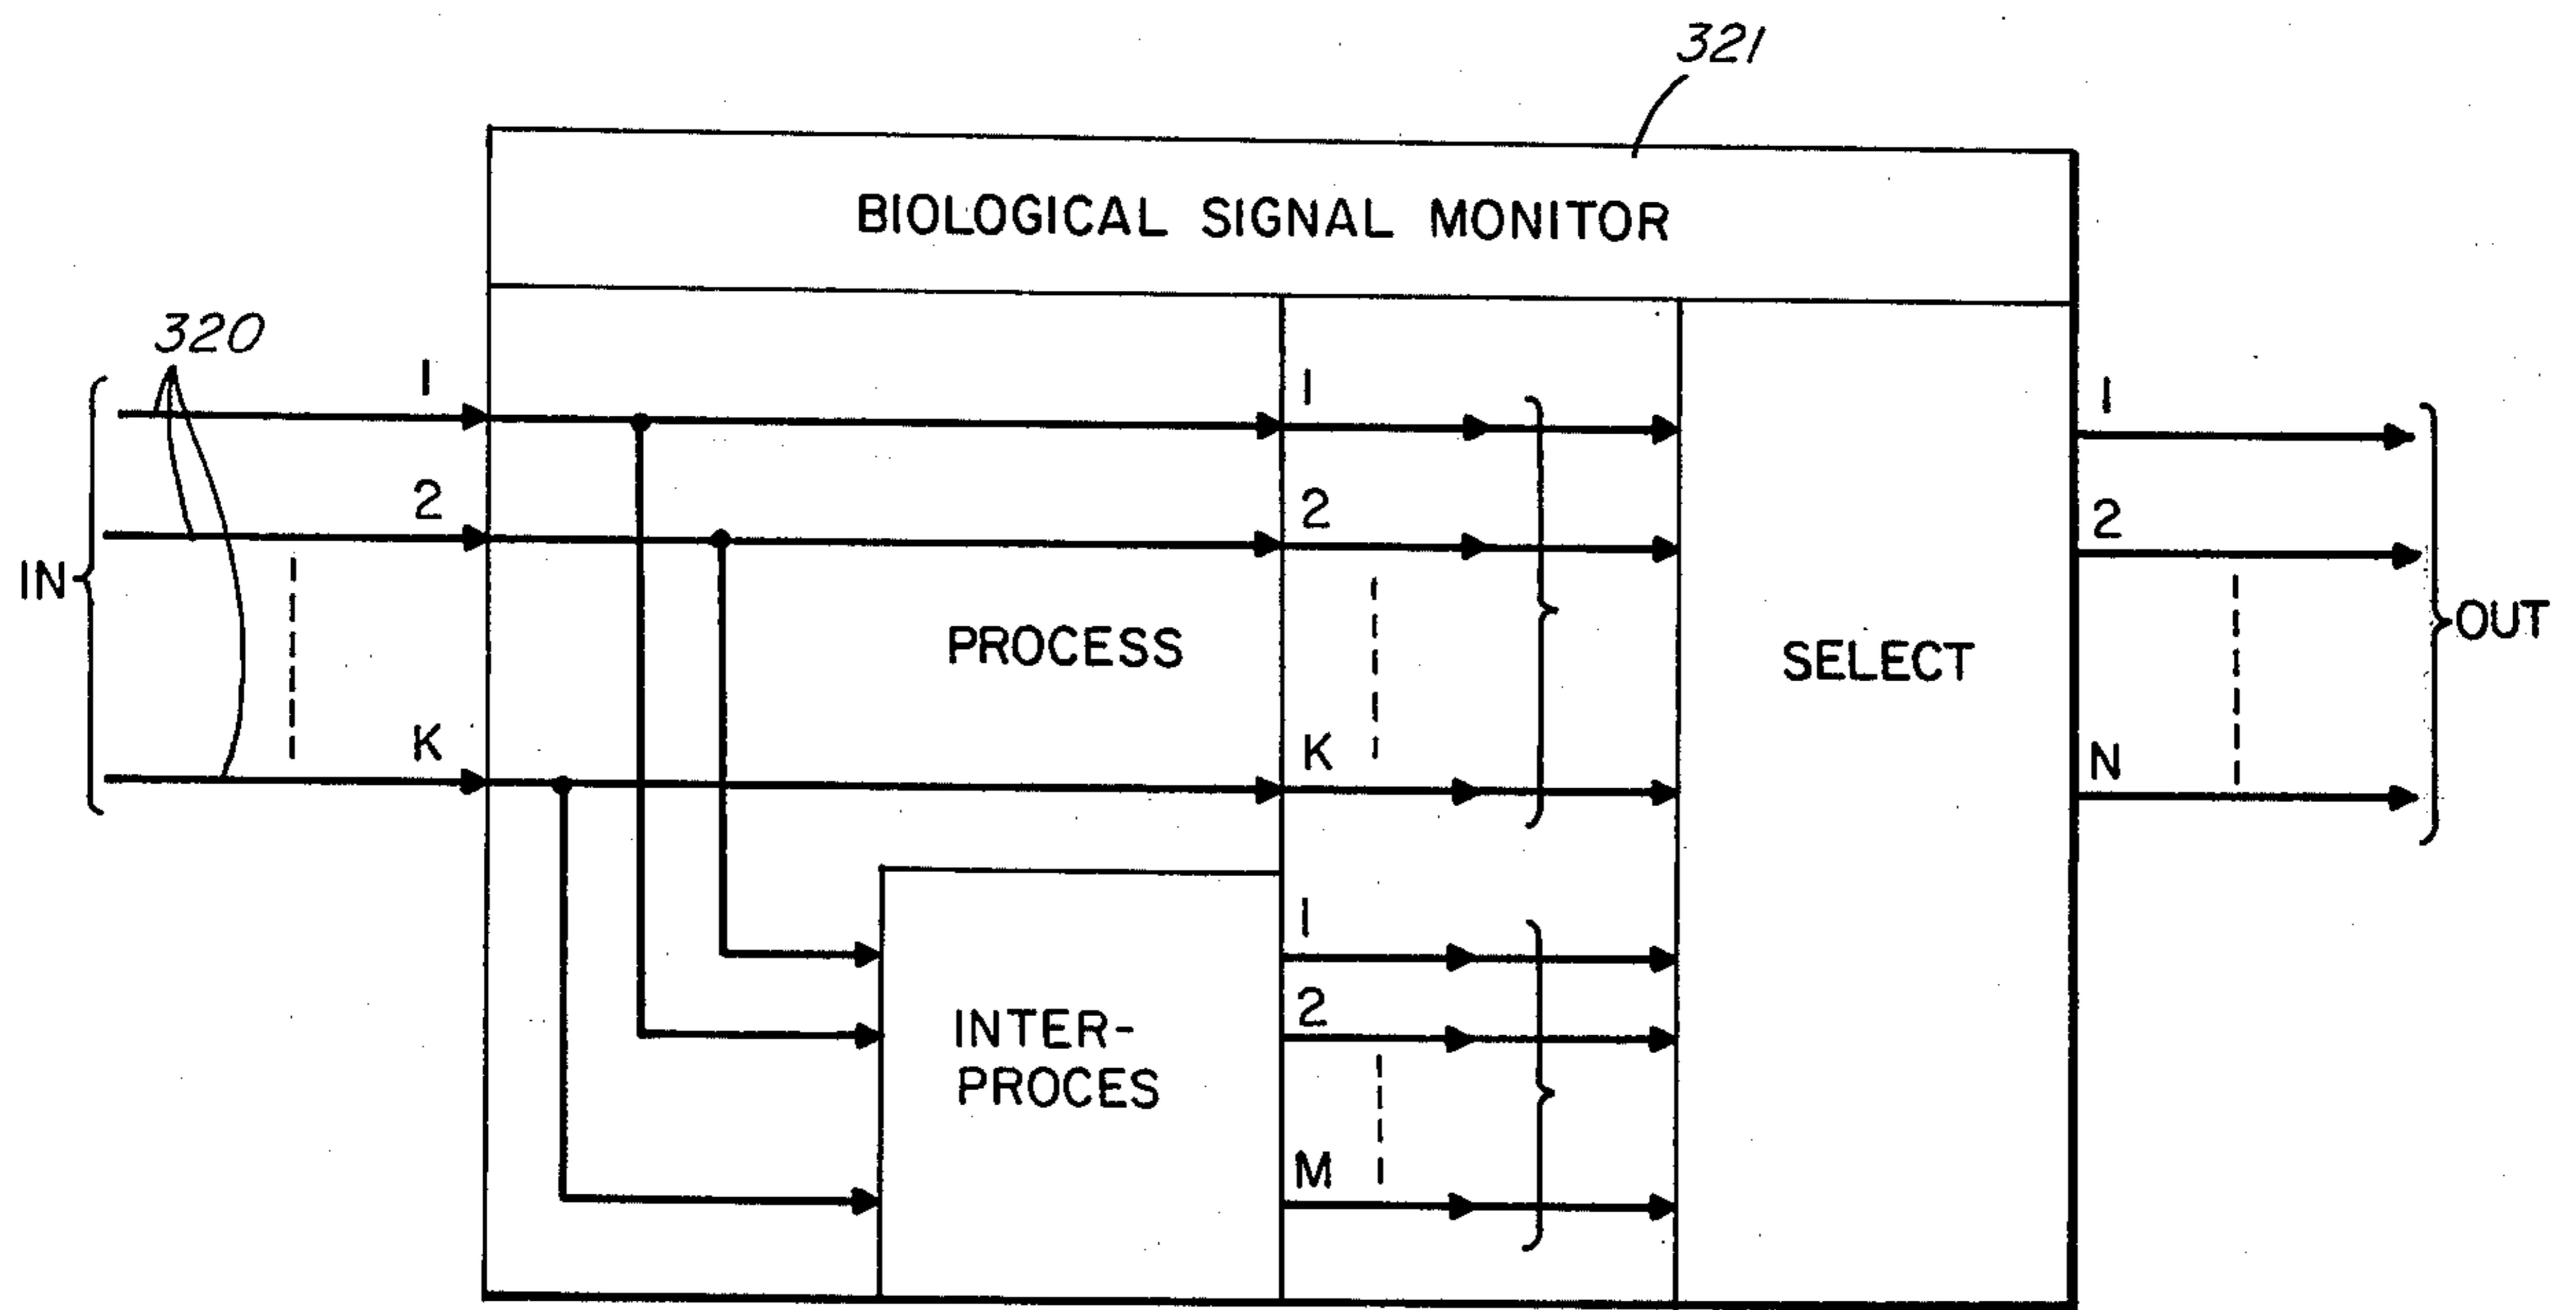 321
BIOLOGICAL SIGNAL MONITOR
320
1
1
1
2
2
2
IN
PROCESS
SELECT
OUT
K
K
N
1
2
INTER-
PROCES
M